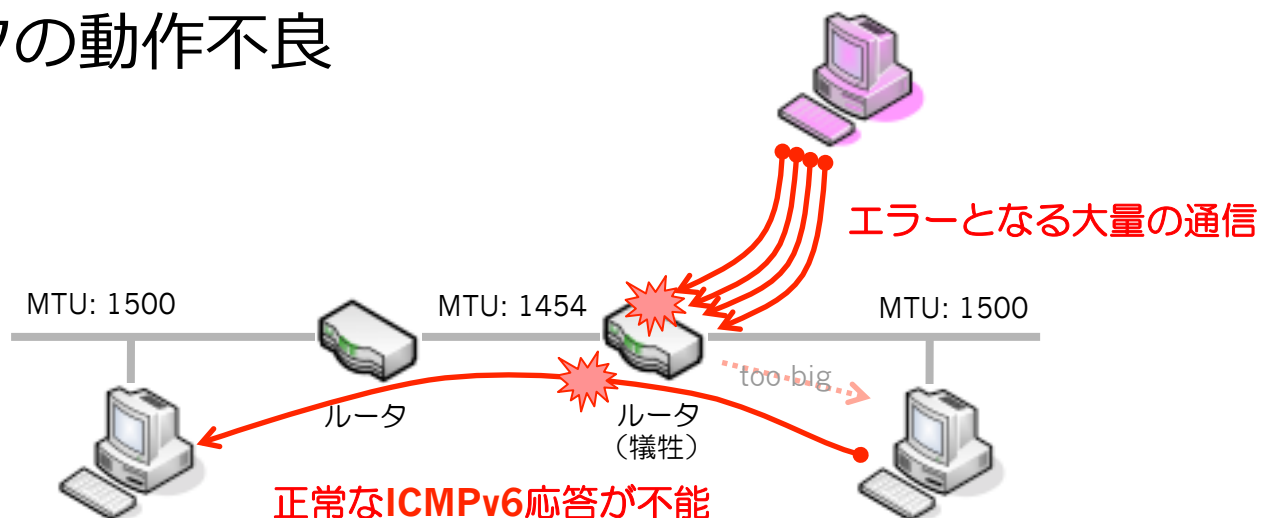 の動作不良
エラーとなる大量の通信
MTU: 1500
MTU: 1454
MTU: 1500
too big
ルータ
ルータ
（犠牲）
正常なICMPv6応答が不能